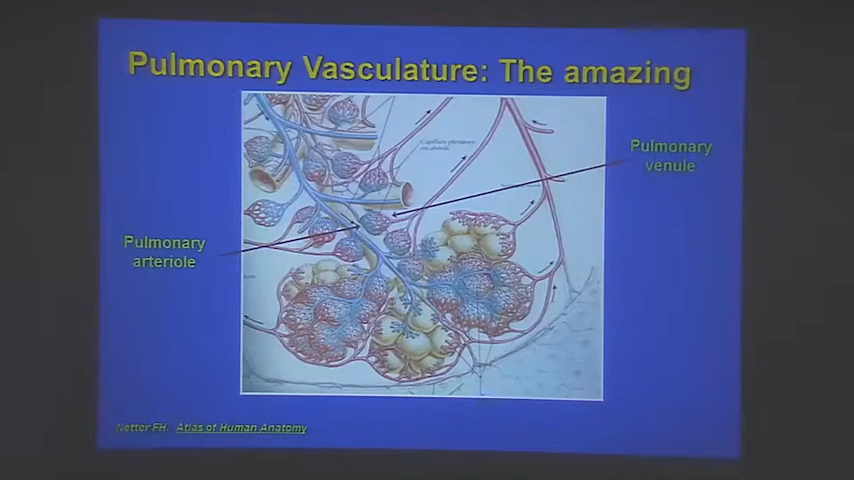 Pulmonary Vasculature: The amazing
Capillary plexuses
on alveoli
Pulmonary
venule
Pulmonary
arteriole
Netter FH. Atlas of Human Anatomy